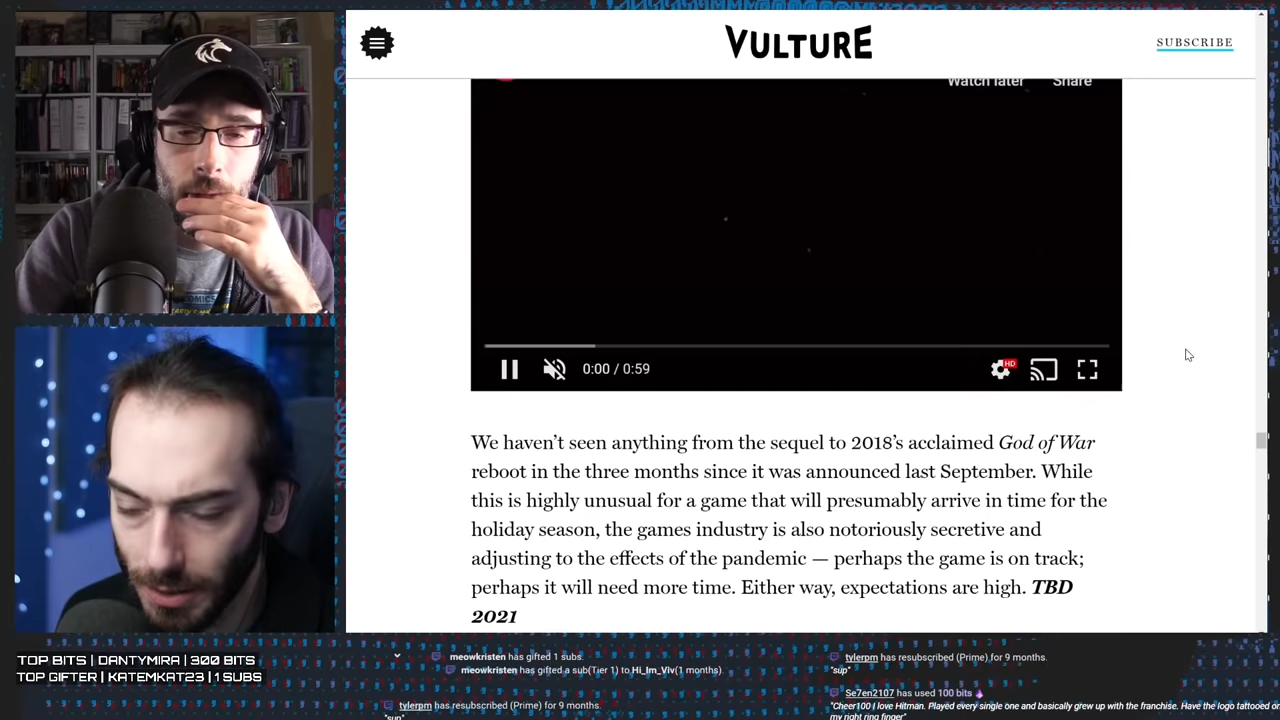 VULTURE
SUBSCRIBE
Watch later
Share
0:00 / 0:59
HD
We haven’t seen anything from the sequel to 2018’s acclaimed God of War
reboot in the three months since it was announced last September. While
this is highly unusual for a game that will presumably arrive in time for the
holiday season, the games industry is also notoriously secretive and
adjusting to the effects of the pandemic — perhaps the game is on track;
perhaps it will need more time. Either way, expectations are high. TBD
2021
COMICS
TOP BITS | DANTYMIRA | 300 BITS
TOP GIFTER | KATEMKAT23 | 1 SUBS
meowkristen has gifted 1 subs.
meowkristen has gifted a sub(Tier 1) to Hi_Im_Viv(1 months).
tylerpm has resubscribed (Prime) for 9 months.
"sup"
tylerpm has resubscribed (Prime) for 9 months.
"sup"
Se7en2107 has used 100 bits
"Cheer100 I love Hitman. Played every single one and basically grew up with the franchise. Have the logo tattooed on
my right ring finger"